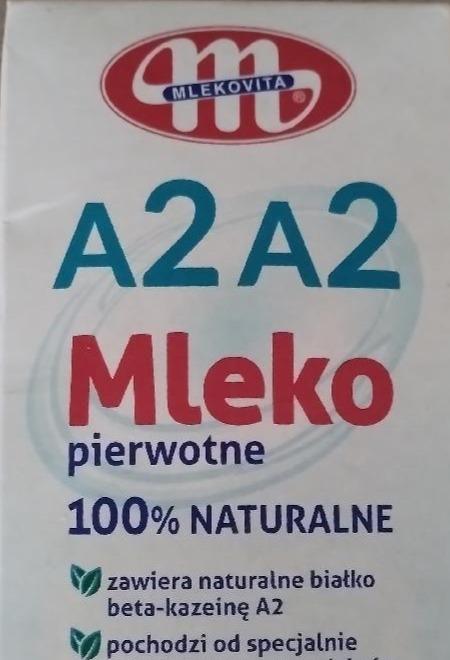 MLEKOVITA
®
A2 A2
Mleko
pierwotne
100% NATURALNE
zawiera naturalne białko
beta-kazeinę A2
pochodzi od specjalnie